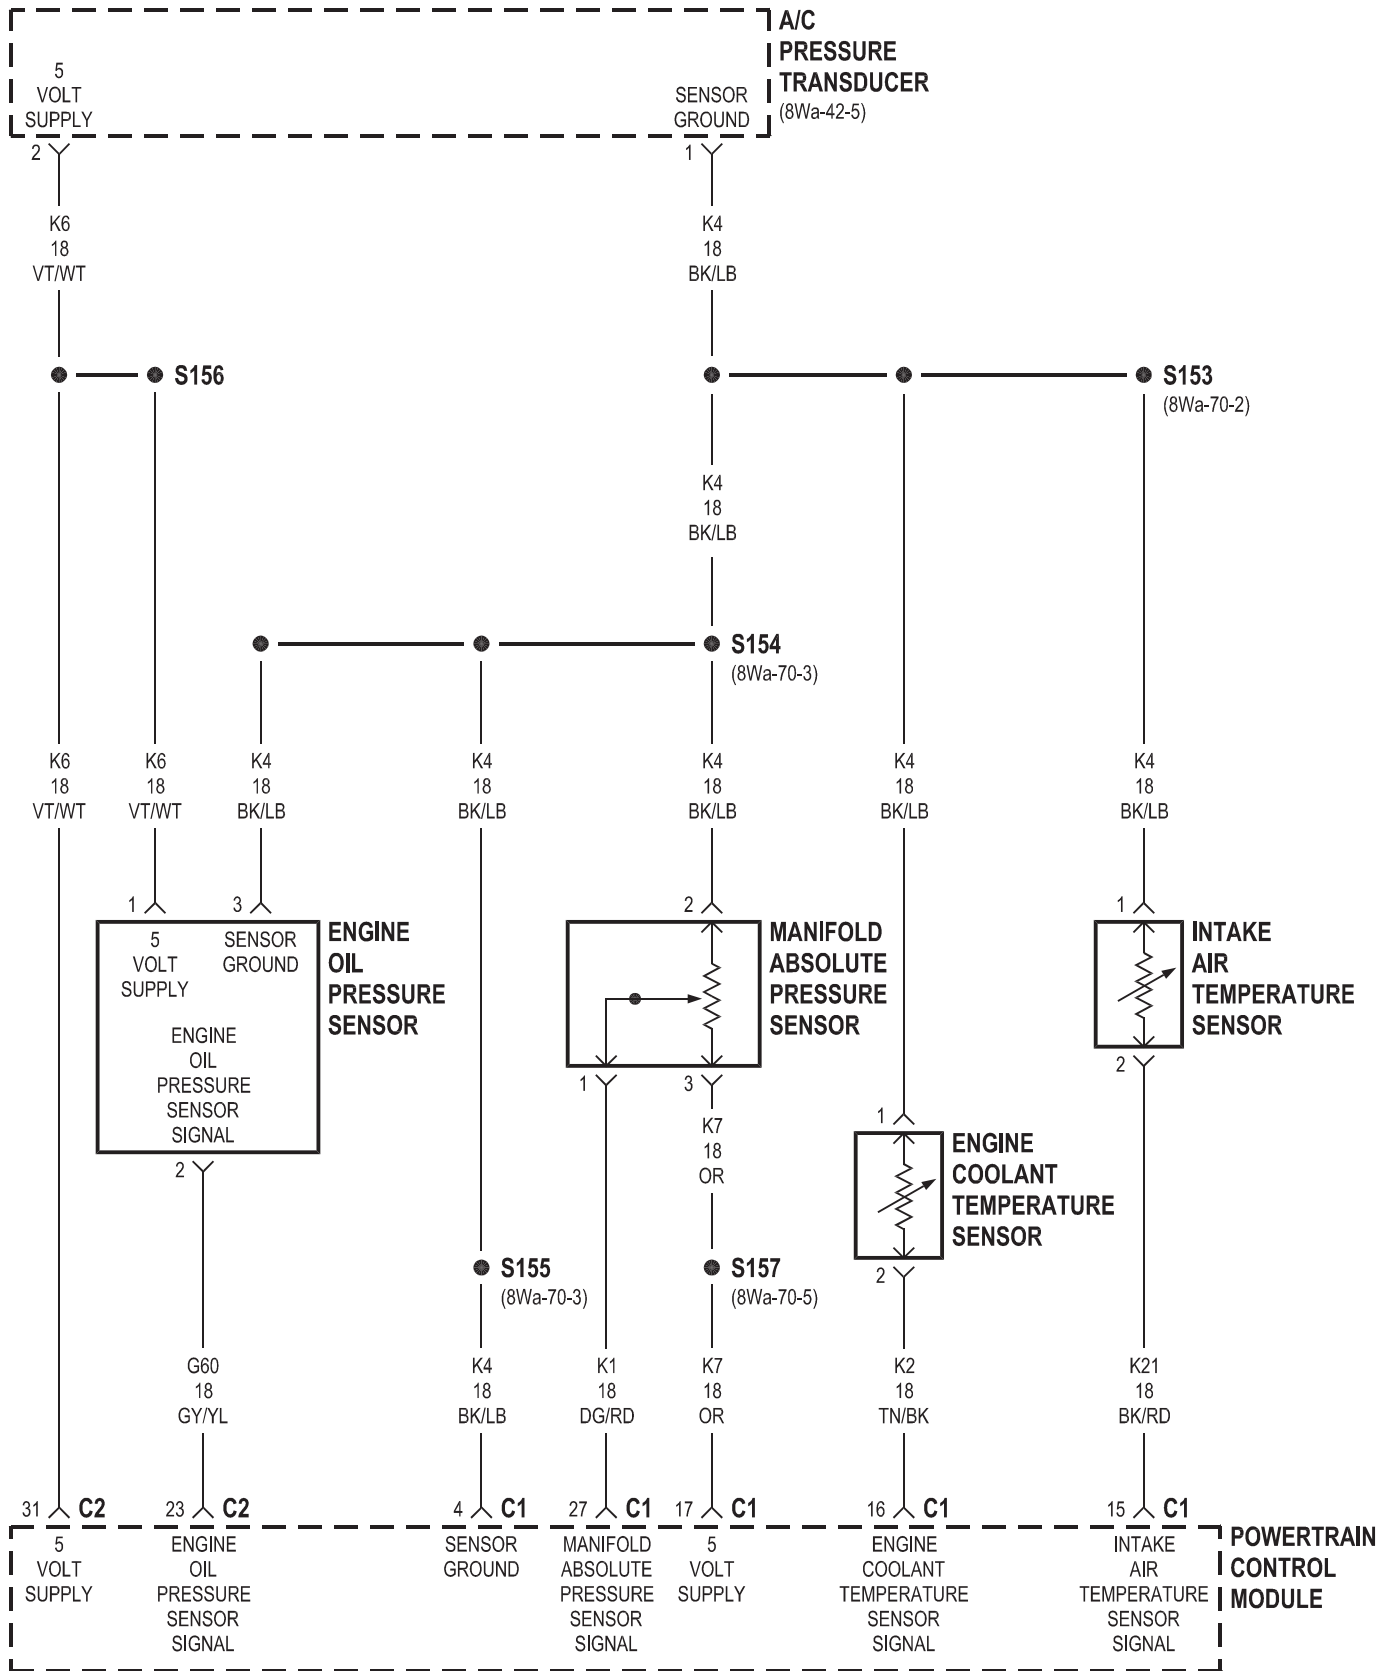 A/C
PRESSURE
TRANSDUCER
(8Wa-42-5)
5
VOLT
SUPPLY
SENSOR
GROUND
2
1
K6
18
VT/WT
K4
18
BK/LB
S156
S153
(8Wa-70-2)
K4
18
BK/LB
S154
(8Wa-70-3)
K6
18
VT/WT
K6
18
VT/WT
K4
18
BK/LB
K4
18
BK/LB
K4
18
BK/LB
K4
18
BK/LB
K4
18
BK/LB
1
3
2
1
5
VOLT
SUPPLY
SENSOR
GROUND
ENGINE
OIL
PRESSURE
SENSOR
SIGNAL
ENGINE
OIL
PRESSURE
SENSOR
MANIFOLD
ABSOLUTE
PRESSURE
SENSOR
INTAKE
AIR
TEMPERATURE
SENSOR
1
3
2
K7
18
OR
1
ENGINE
COOLANT
TEMPERATURE
SENSOR
2
2
S155
(8Wa-70-3)
S157
(8Wa-70-5)
G60
18
GY/YL
K4
18
BK/LB
K1
18
DG/RD
K7
18
OR
K2
18
TN/BK
K21
18
BK/RD
31 C2
23 C2
4 C1
27 C1
17 C1
16 C1
15 C1
5
VOLT
SUPPLY
ENGINE
OIL
PRESSURE
SENSOR
SIGNAL
SENSOR
GROUND
MANIFOLD
ABSOLUTE
PRESSURE
SENSOR
SIGNAL
5
VOLT
SUPPLY
ENGINE
COOLANT
TEMPERATURE
SENSOR
SIGNAL
INTAKE
AIR
TEMPERATURE
SENSOR
SIGNAL
POWERTRAIN
CONTROL
MODULE